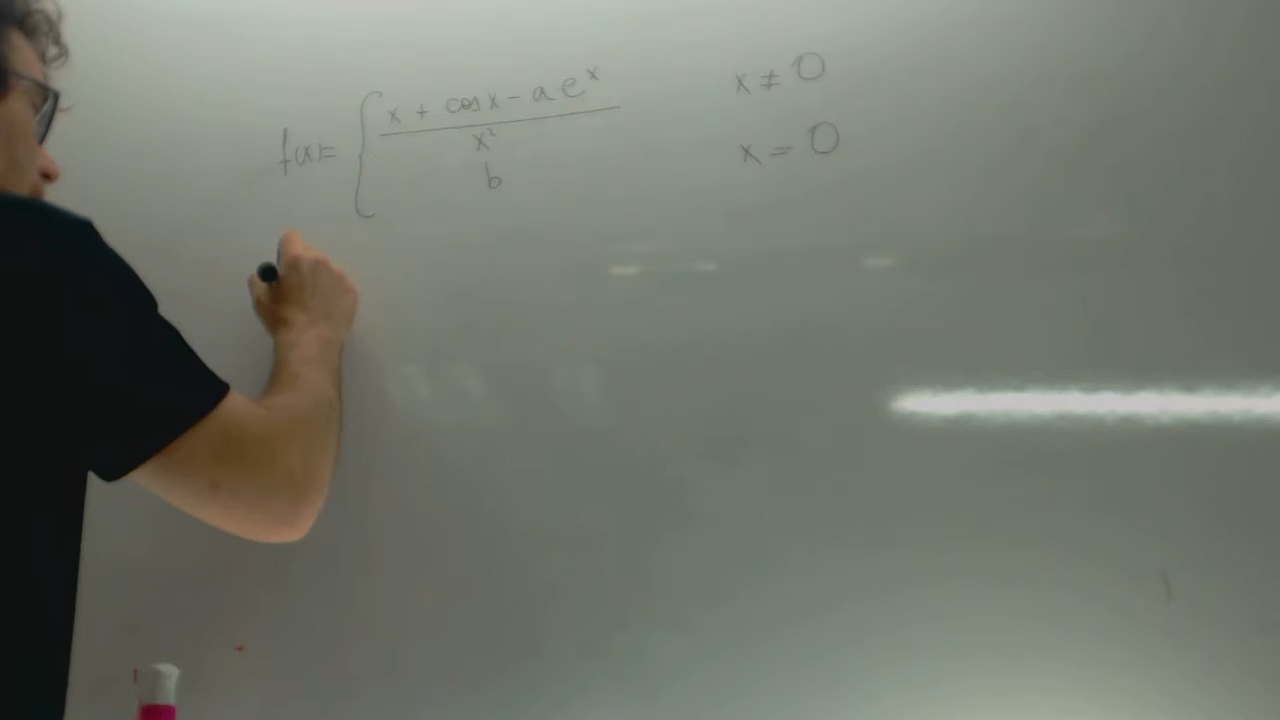 f(x)= { (x + cos x - a e^x) / x²    x ≠ 0
b    x = 0